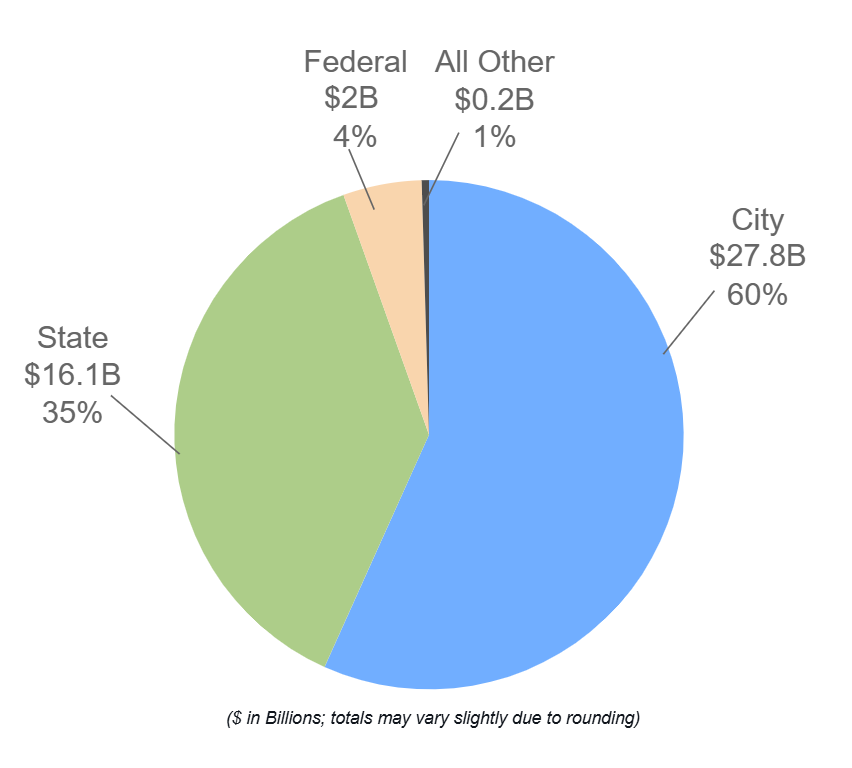 Federal
$2B
4%
All Other
$0.2B
1%
City
$27.8B
60%
State
$16.1B
35%
($ in Billions; totals may vary slightly due to rounding)